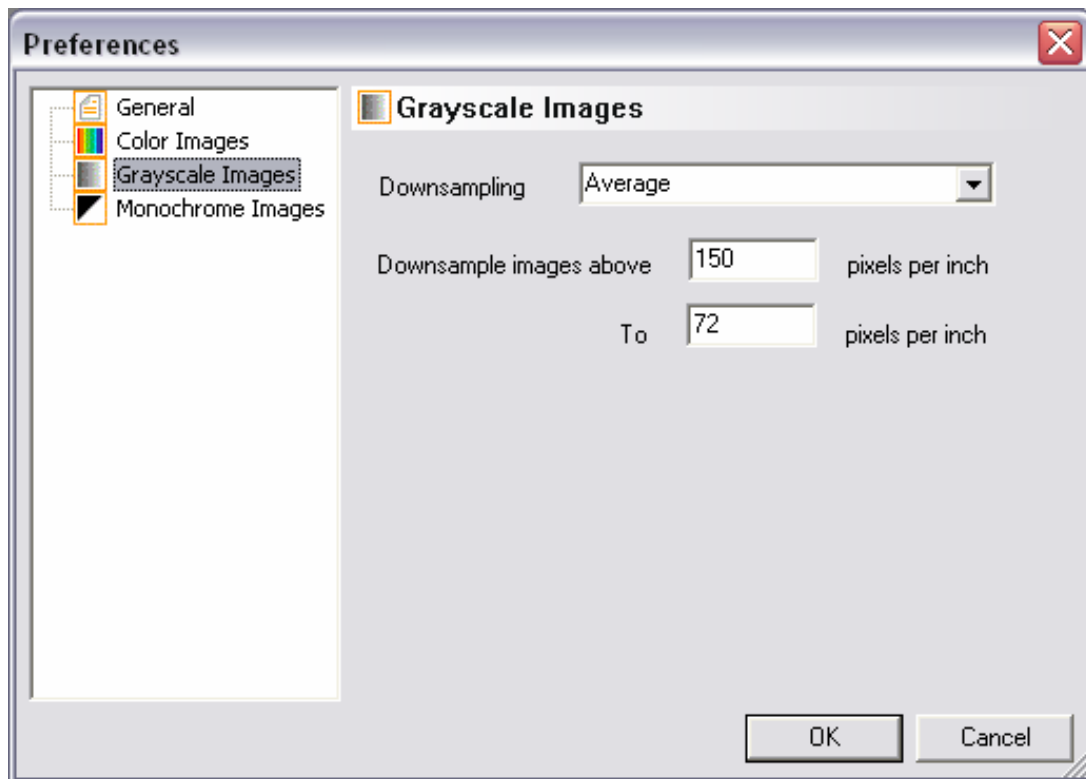 Preferences
General
Color Images
Grayscale Images
Monochrome Images
Grayscale Images
Downsampling Average
Downsample images above 150 pixels per inch
To 72 pixels per inch
OK Cancel